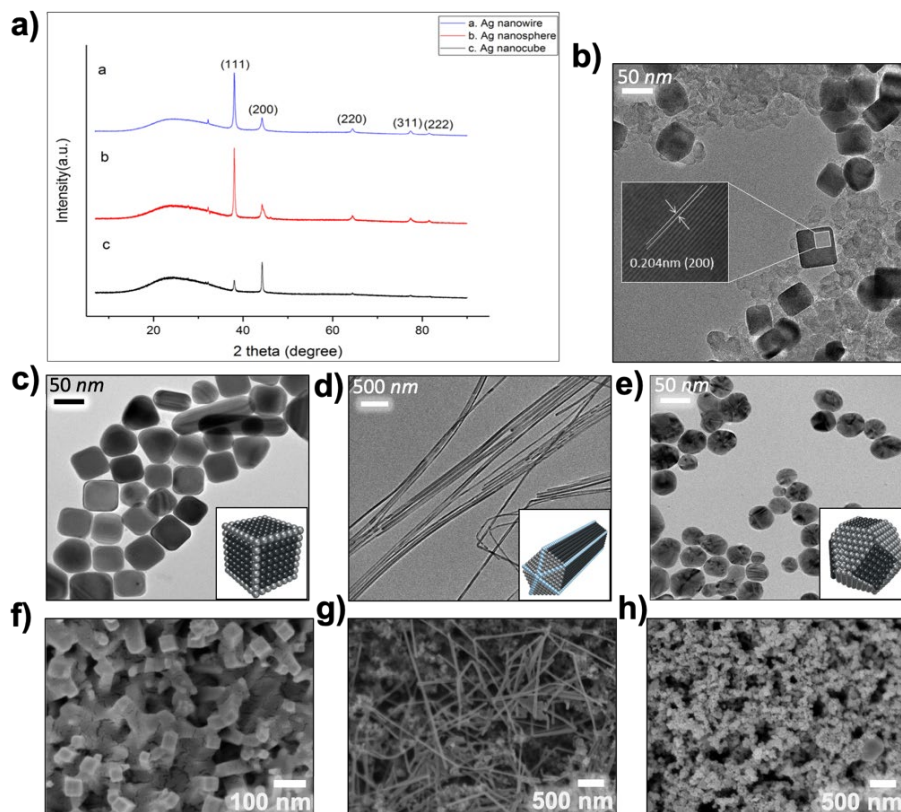 a)
a. Ag nanowire
b. Ag nanosphere
c. Ag nanocube
a
(111)
(200)
(220)
(311)
(222)
b
c
Intensity(a.u.)
20
40
60
80
2 theta (degree)
b)
50 nm
0.204nm (200)
c)
50 nm
d)
500 nm
e)
50 nm
f)
100 nm
g)
500 nm
h)
500 nm